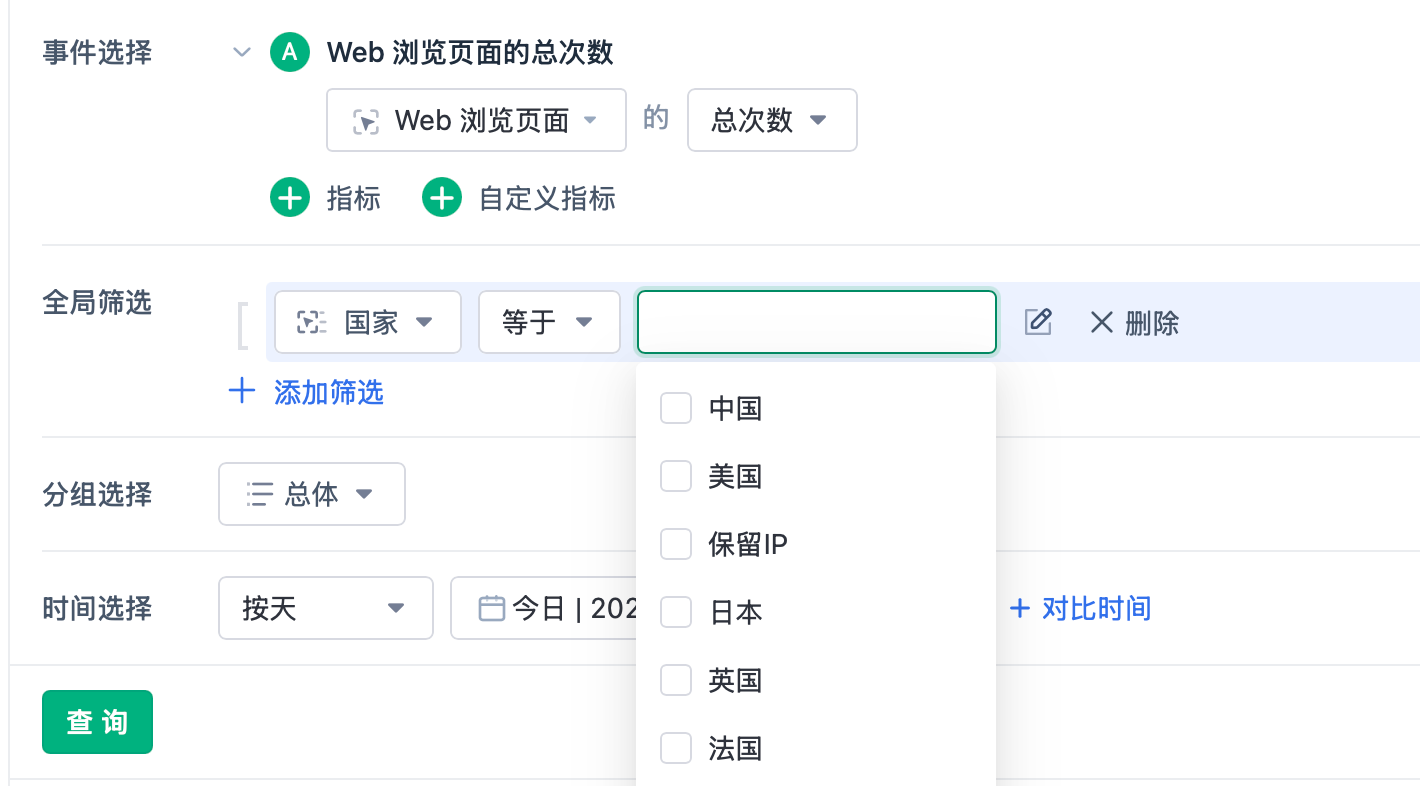 事件选择
A Web 浏览页面的总次数
Web 浏览页面 的 总次数
指标 自定义指标
全局筛选
国家 等于 删除
添加筛选
中国
美国
分组选择 总体
保留IP
时间选择 按天 今日 | 202 + 对比时间
日本
英国
查 询
法国